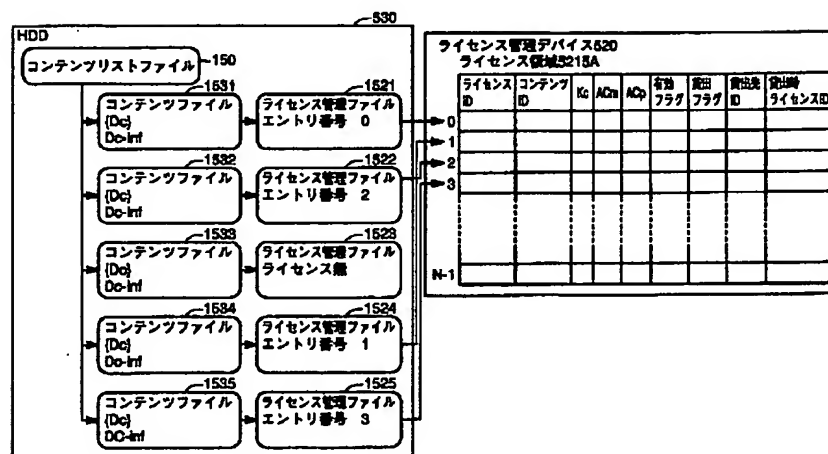 530
HDD
コンテンツリストファイル
150
1531
コンテンツファイル
{Dc}
Dc-inf
1521
ライセンス管理ファイル
エントリ番号 0
1532
コンテンツファイル
{Dc}
Dc-inf
1522
ライセンス管理ファイル
エントリ番号 2
1533
コンテンツファイル
{Dc}
Dc-inf
1523
ライセンス管理ファイル
ライセンス無
1534
コンテンツファイル
{Dc}
Dc-inf
1524
ライセンス管理ファイル
エントリ番号 1
1535
コンテンツファイル
{Dc}
DC-inf
1525
ライセンス管理ファイル
エントリ番号 3
ライセンス管理デバイス520
ライセンス領域5215A
ライセンス
ID
コンテンツ
ID
Kc
ACm
ACp
有効
フラグ
貸出
フラグ
貸出先
ID
貸出時
ライセンスID
0
1
2
3
N-1